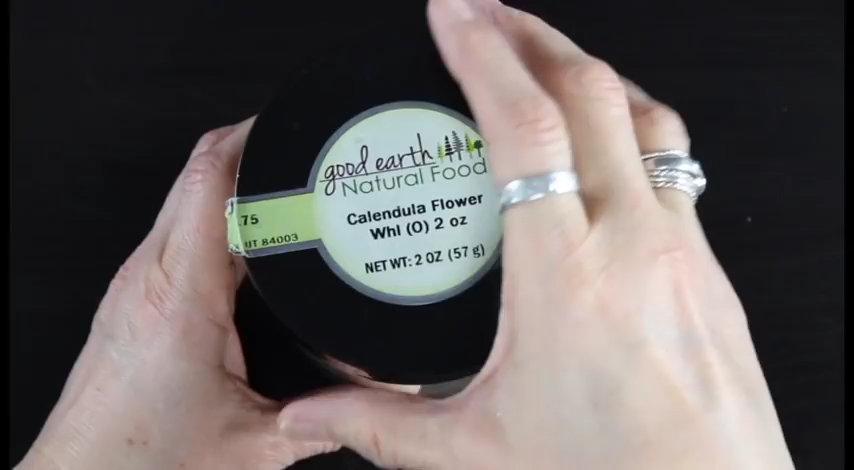 good earth
Natural Food
Calendula Flower
Whl (O) 2 oz
NET WT: 2 OZ (57 g)
.75
UT 84003